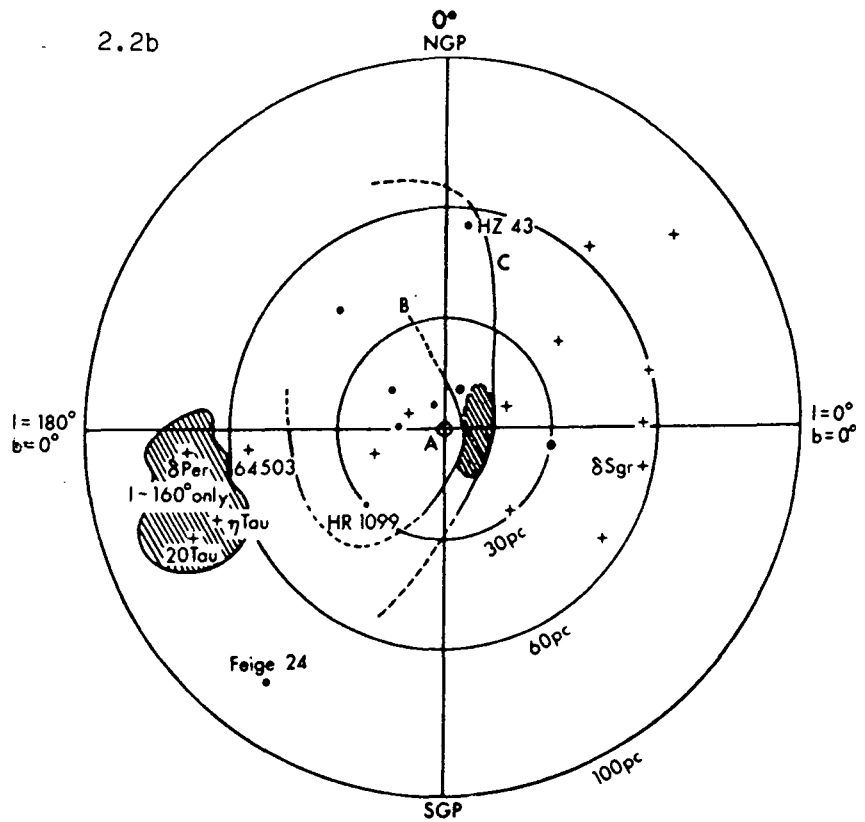 2.2b
0°
NGP
HZ 43
C
B
l = 180°
b = 0°
l = 0°
b = 0°
A
δPer
64503
δSgr
l ~ 160° only
ηTau
HR 1099
20Tau
30pc
60pc
Feige 24
100pc
SGP